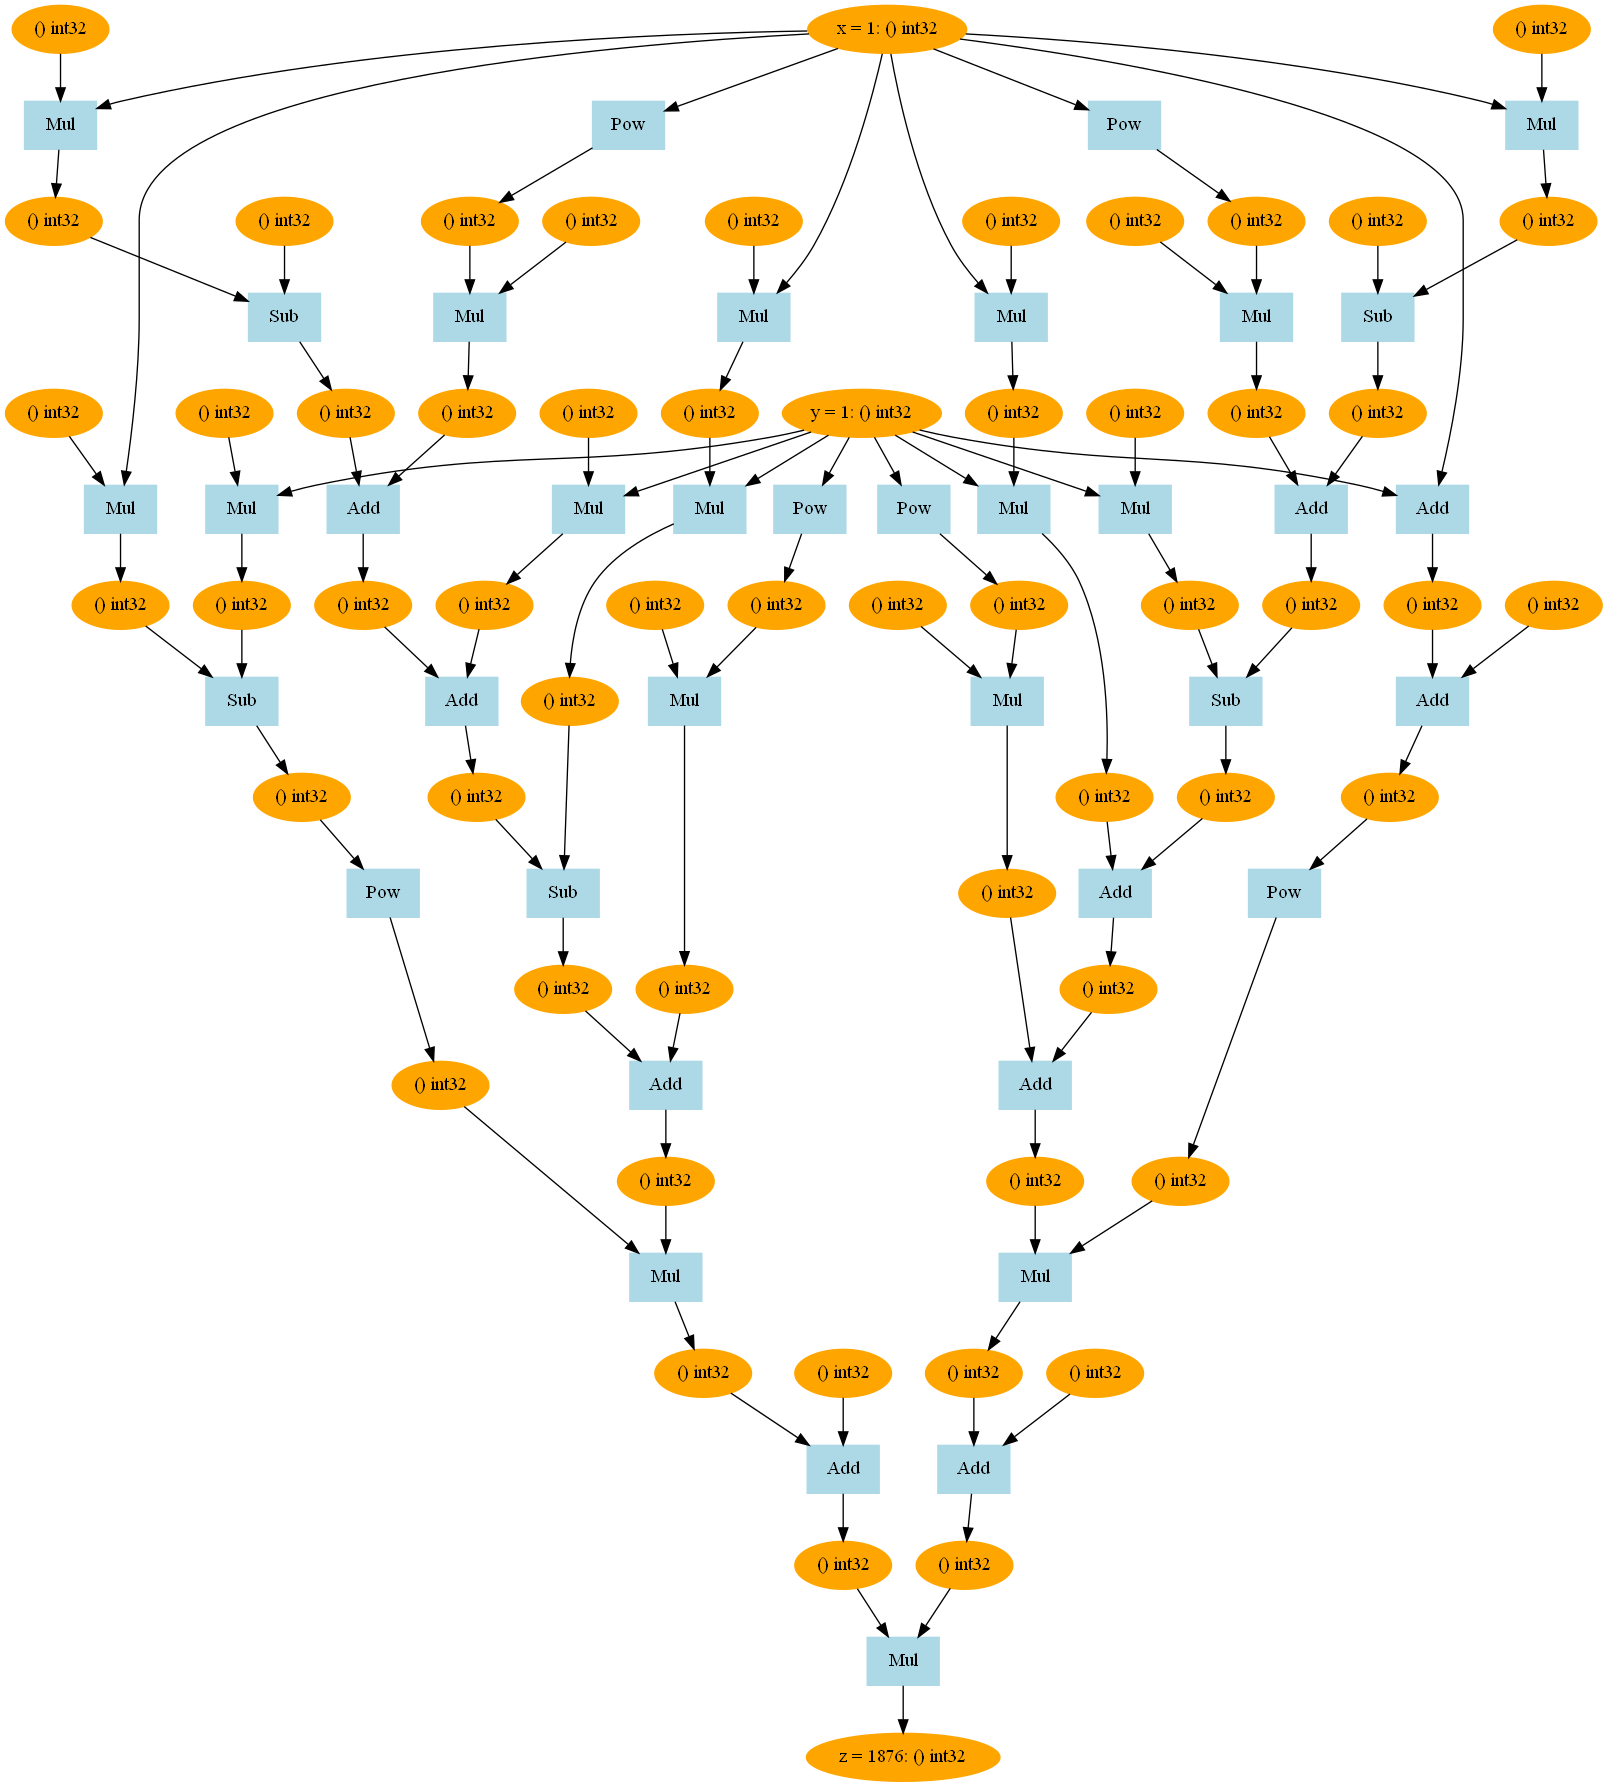 () int32
x = 1: () int32
() int32
Mul
Pow
Pow
Mul
() int32
() int32
() int32
() int32
() int32
() int32
() int32
() int32
() int32
() int32
Sub
Mul
Mul
Mul
Mul
Sub
() int32
() int32
() int32
() int32
() int32
() int32
y = 1: () int32
() int32
() int32
() int32
() int32
Mul
Mul
Add
Mul
Mul
Pow
Pow
Mul
Mul
Add
Add
() int32
() int32
() int32
() int32
() int32
() int32
() int32
() int32
() int32
() int32
() int32
() int32
Sub
Add
() int32
Mul
Mul
Sub
Add
() int32
() int32
() int32
() int32
() int32
Pow
Sub
() int32
Add
Pow
() int32
() int32
() int32
() int32
Add
Add
() int32
() int32
() int32
Mul
Mul
() int32
() int32
() int32
() int32
Add
Add
() int32
() int32
Mul
z = 1876: () int32